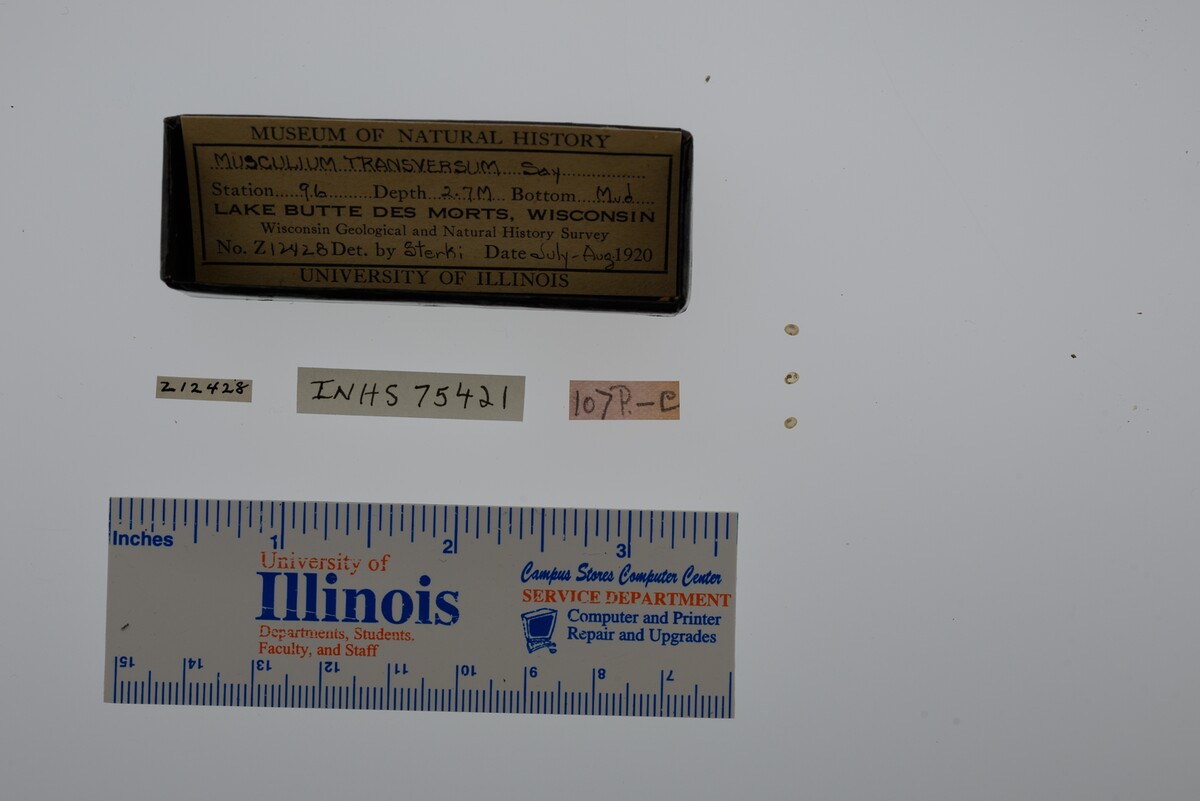 MUSEUM OF NATURAL HISTORY
MUSCULIUM TRANSVERSUM Say
Station 96 Depth 2.7M Bottom Mud
LAKE BUTTE DES MORTS, WISCONSIN
Wisconsin Geological and Natural History Survey
No. Z12428 Det. by Sterki Date July-Aug 1920
UNIVERSITY OF ILLINOIS
Z12428
INHS 75421
107P.-C
Inches 1 2 3
University of
Illinois
Departments, Students,
Faculty, and Staff
Campus Stores Computer Center
SERVICE DEPARTMENT
Computer and Printer
Repair and Upgrades
15 14 13 12 11 10 9 8 7